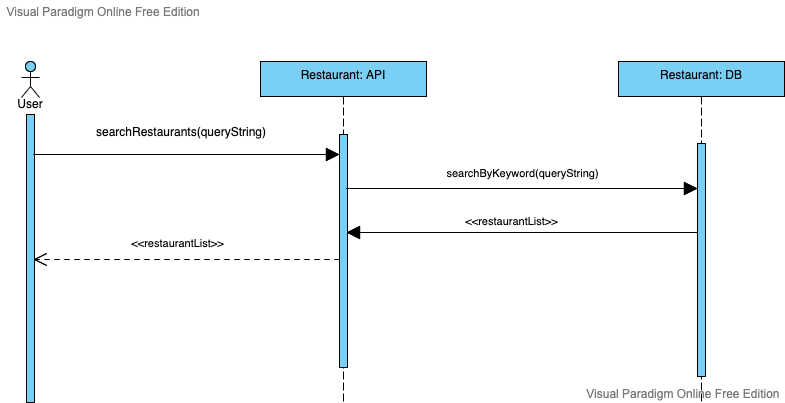 Visual Paradigm Online Free Edition
Restaurant: API
Restaurant: DB
User
searchRestaurants(queryString)
searchByKeyword(queryString)
<<restaurantList>>
<<restaurantList>>
Visual Paradigm Online Free Edition